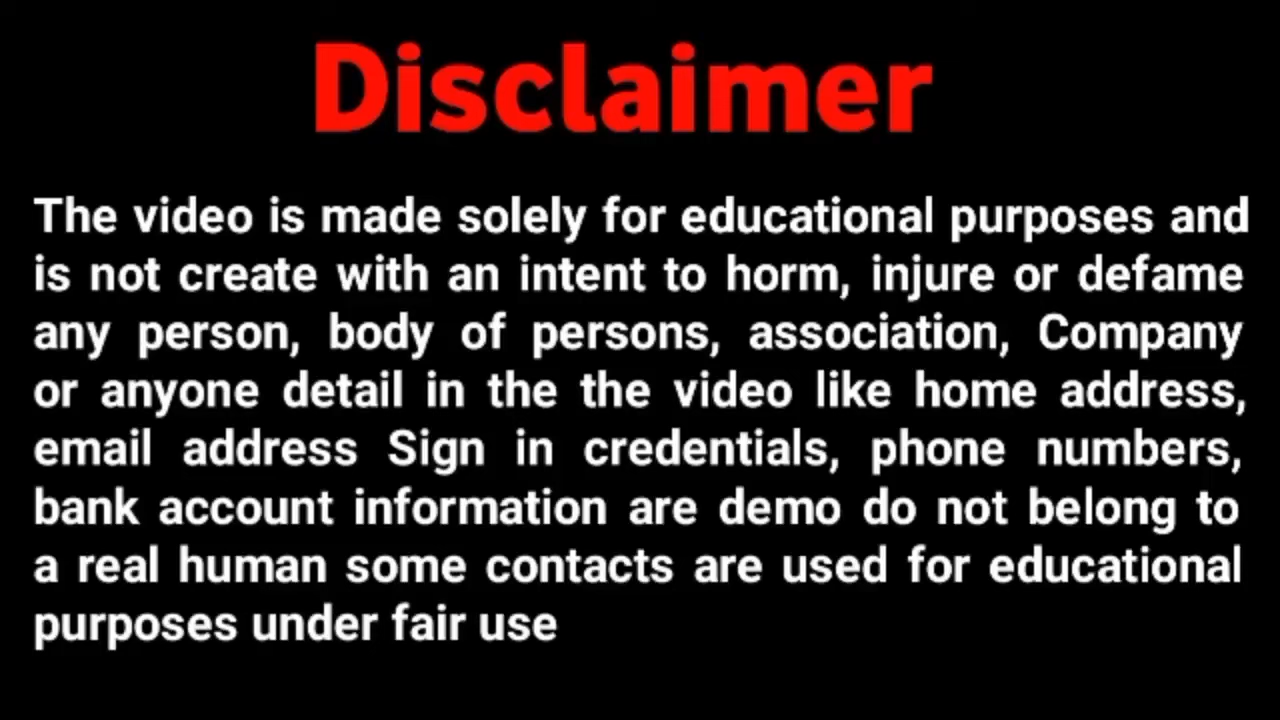 Disclaimer
The video is made solely for educational purposes and
is not create with an intent to horm, injure or defame
any person, body of persons, association, Company
or anyone detail in the the video like home address,
email address Sign in credentials, phone numbers,
bank account information are demo do not belong to
a real human some contacts are used for educational
purposes under fair use